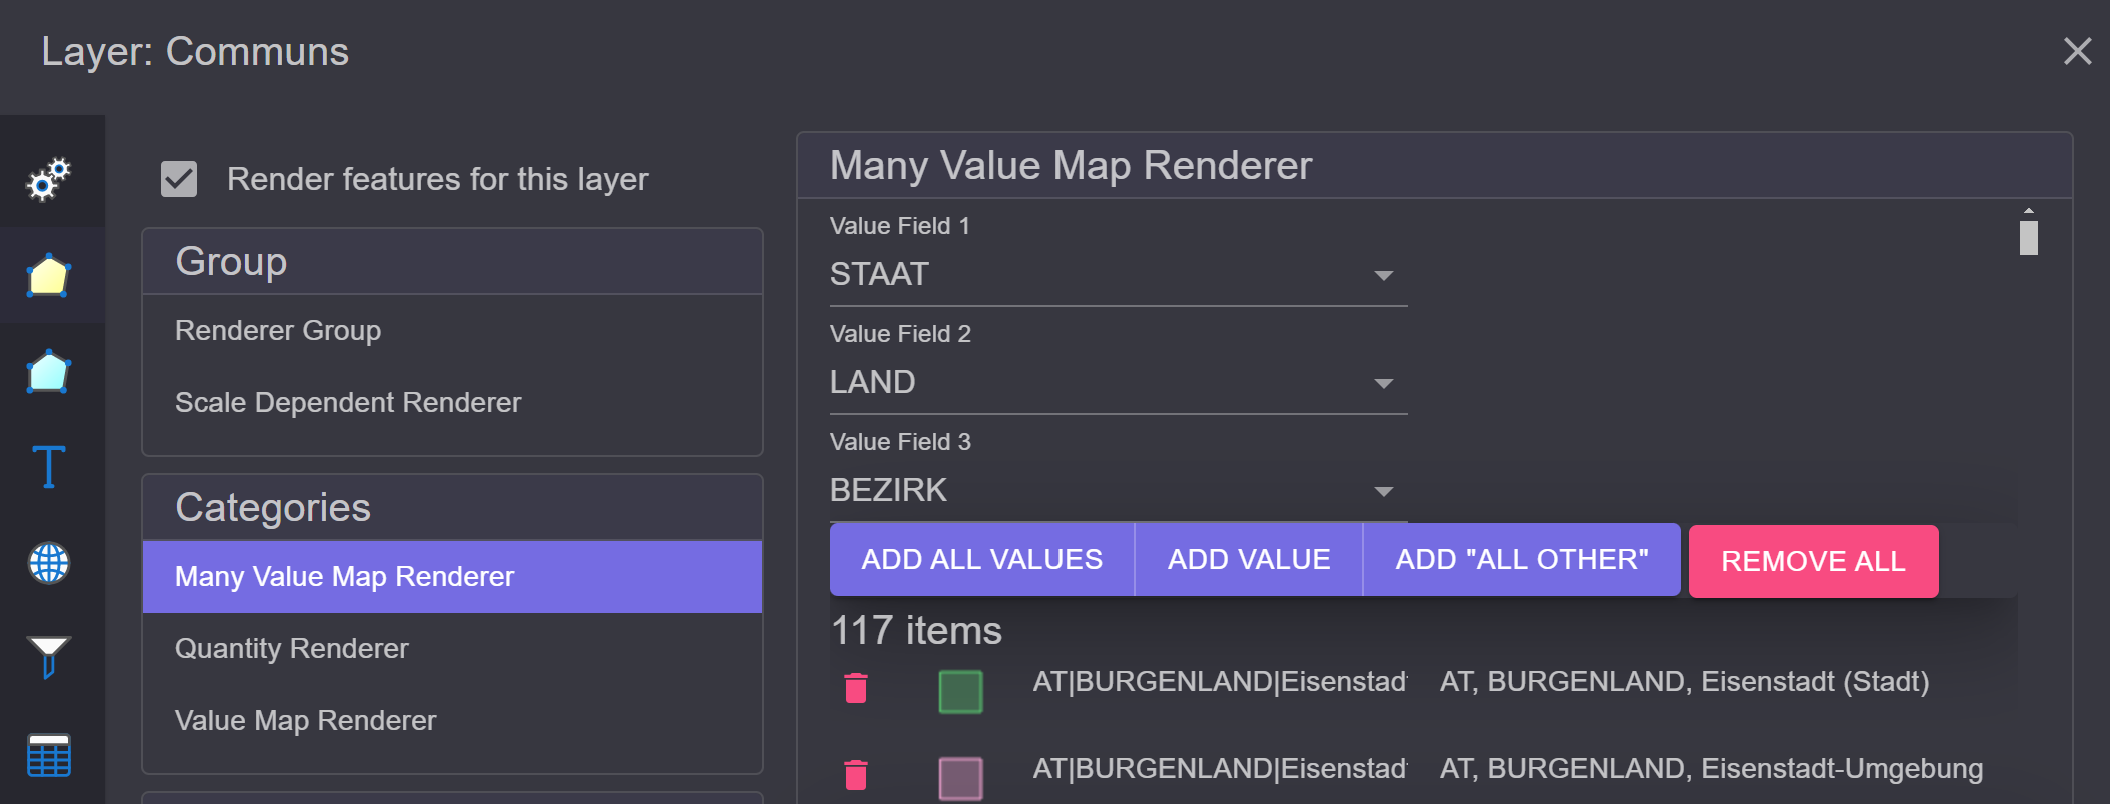 Layer: Communs
Render features for this layer
Group
Renderer Group
Scale Dependent Renderer
Categories
Many Value Map Renderer
Quantity Renderer
Value Map Renderer
Many Value Map Renderer
Value Field 1
STAAT
Value Field 2
LAND
Value Field 3
BEZIRK
ADD ALL VALUES ADD VALUE ADD "ALL OTHER" REMOVE ALL
117 items
AT|BURGENLAND|Eisenstadt AT, BURGENLAND, Eisenstadt (Stadt)
AT|BURGENLAND|Eisenstadt AT, BURGENLAND, Eisenstadt-Umgebung